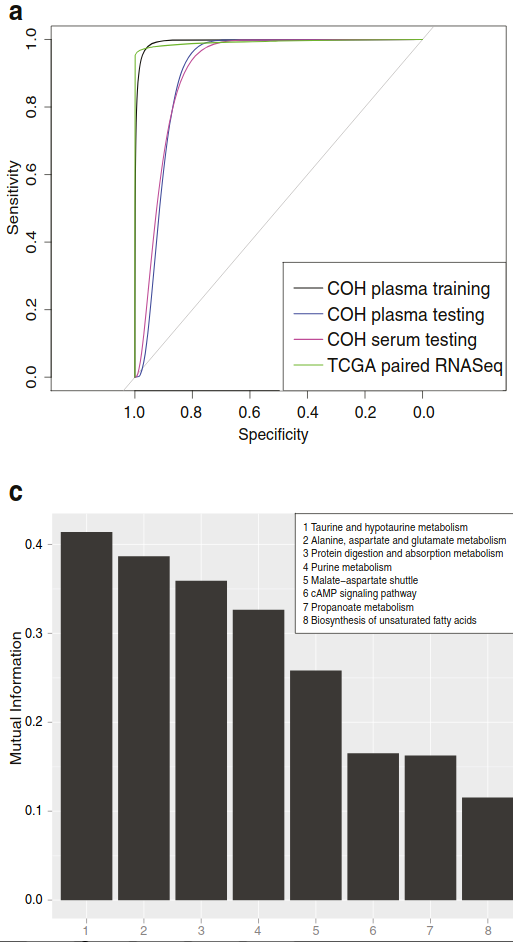 a
1.0
0.8
0.6
0.4
0.2
0.0
Sensitivity
COH plasma training
COH plasma testing
COH serum testing
TCGA paired RNASeq
1.0 0.8 0.6 0.4 0.2 0.0
Specificity
c
1 Taurine and hypotaurine metabolism
2 Alanine, aspartate and glutamate metabolism
3 Protein digestion and absorption metabolism
4 Purine metabolism
5 Malate−aspartate shuttle
6 cAMP signaling pathway
7 Propanoate metabolism
8 Biosynthesis of unsaturated fatty acids
0.4
0.3
0.2
0.1
0.0
Mutual Information
1 2 3 4 5 6 7 8